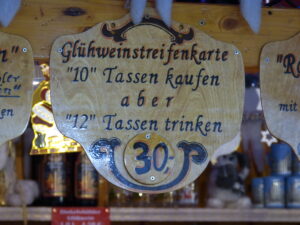 Glühweinstreifenkarte
"10" Tassen kaufen
aber
"12" Tassen trinken
30,-